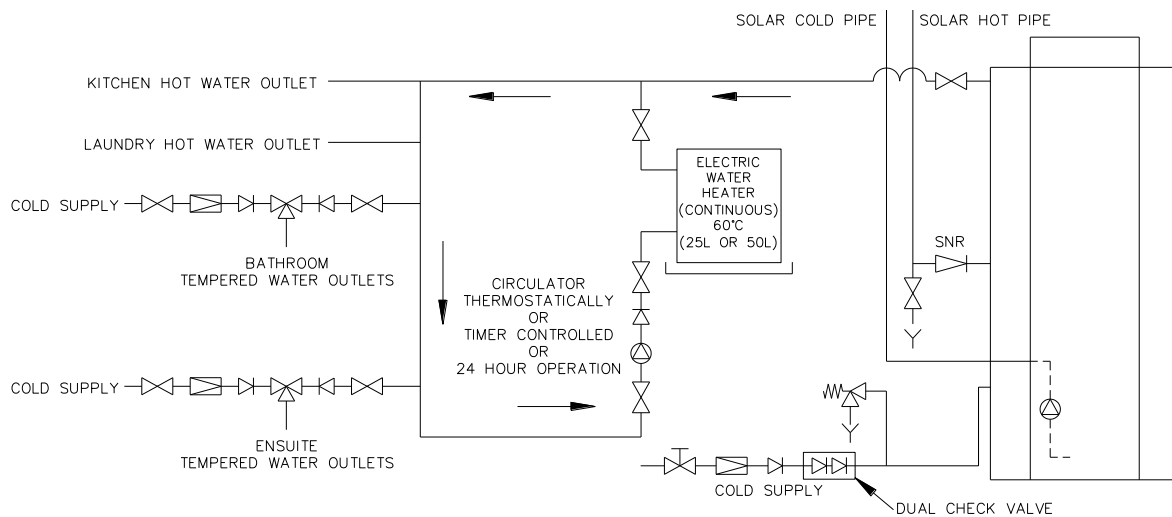 SOLAR COLD PIPE
SOLAR HOT PIPE
KITCHEN HOT WATER OUTLET
LAUNDRY HOT WATER OUTLET
ELECTRIC
WATER
HEATER
(CONTINUOUS)
60°C
(25L OR 50L)
COLD SUPPLY
BATHROOM
TEMPERED WATER OUTLETS
SNR
CIRCULATOR
THERMOSTATICALLY
OR
TIMER CONTROLLED
OR
24 HOUR OPERATION
COLD SUPPLY
ENSUITE
TEMPERED WATER OUTLETS
COLD SUPPLY
DUAL CHECK VALVE